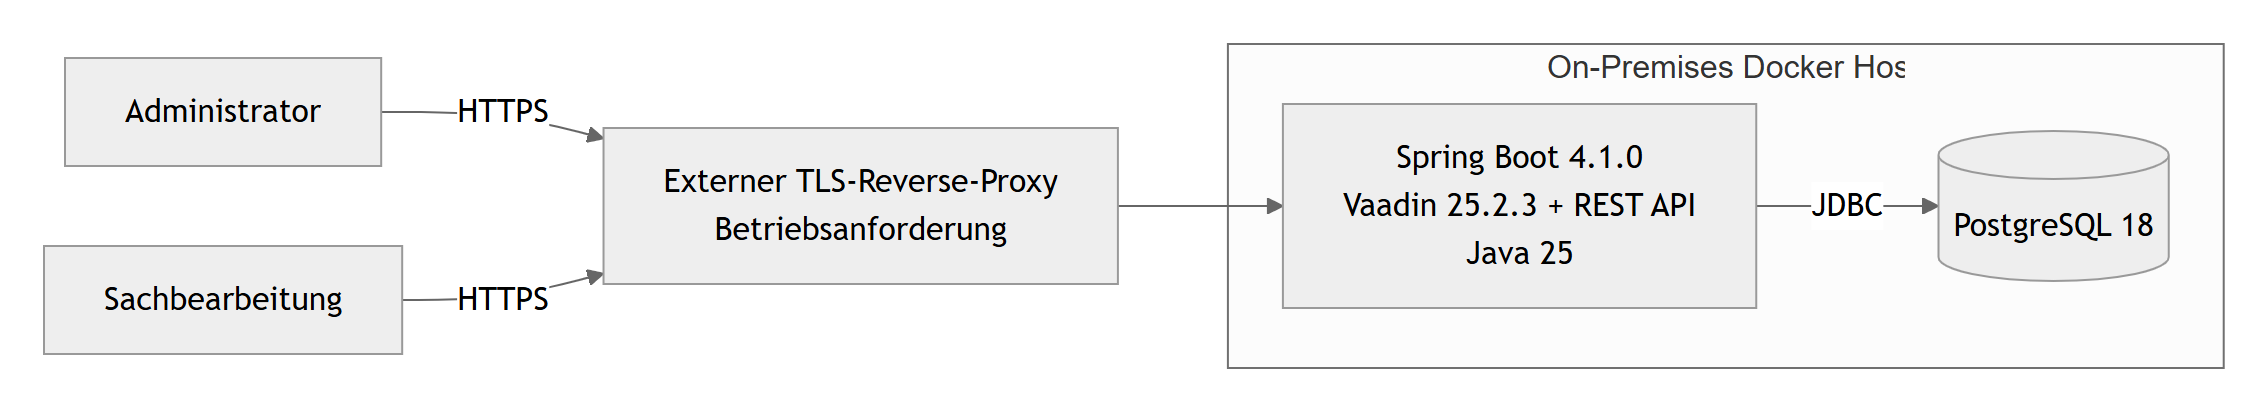 On-Premises Docker Hos
Administrator
HTTPS
Externer TLS-Reverse-Proxy
Betriebsanforderung
Sachbearbeitung
HTTPS
Spring Boot 4.1.0
Vaadin 25.2.3 + REST API
Java 25
JDBC
PostgreSQL 18